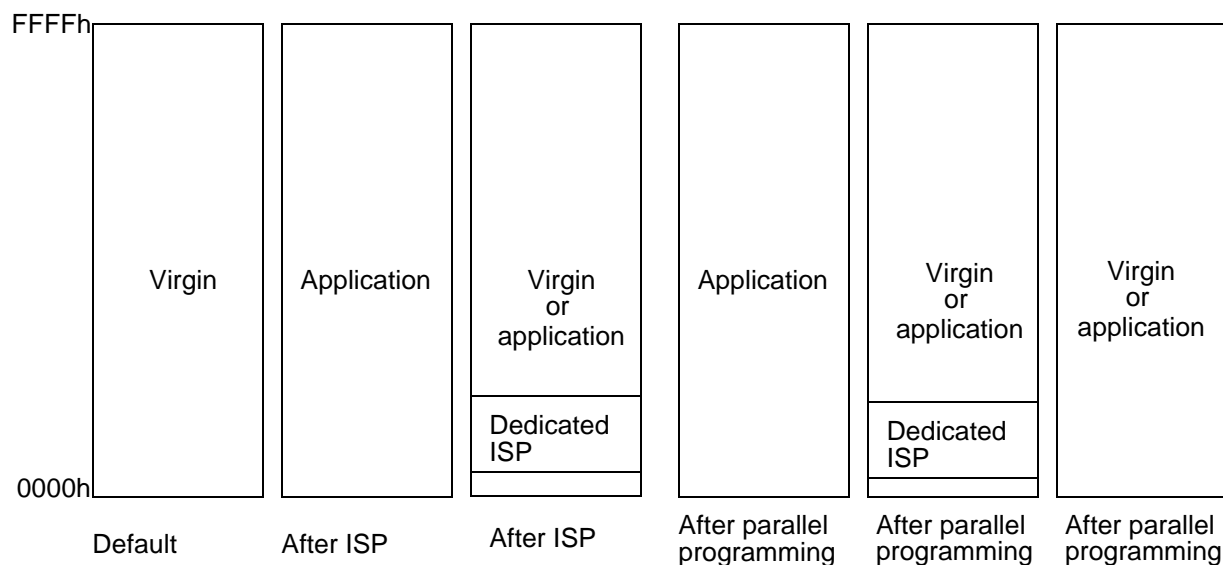 FFFFh
Virgin
Application
Virgin
or
application
Dedicated
ISP
Application
Virgin
or
application
Dedicated
ISP
Virgin
or
application
0000h
Default
After ISP
After ISP
After parallel
programming
After parallel
programming
After parallel
programming